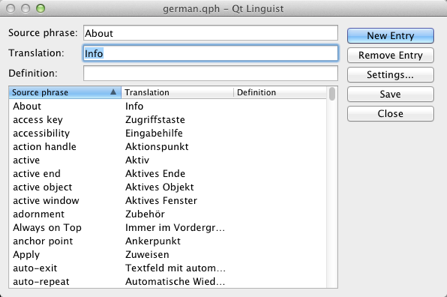 german.qph - Qt Linguist
Source phrase: About
New Entry
Translation: Info
Remove Entry
Definition:
Settings...
Source phrase Translation Definition
Save
About Info
Close
access key Zugriffstaste
accessibility Eingabehilfe
action handle Aktionspunkt
active Aktiv
active end Aktives Ende
active object Aktives Objekt
active window Aktives Fenster
adornment Zubehör
Always on Top Immer im Vordergr...
anchor point Ankerpunkt
Apply Zuweisen
auto-exit Textfeld mit autom...
auto-repeat Automatische Wied...